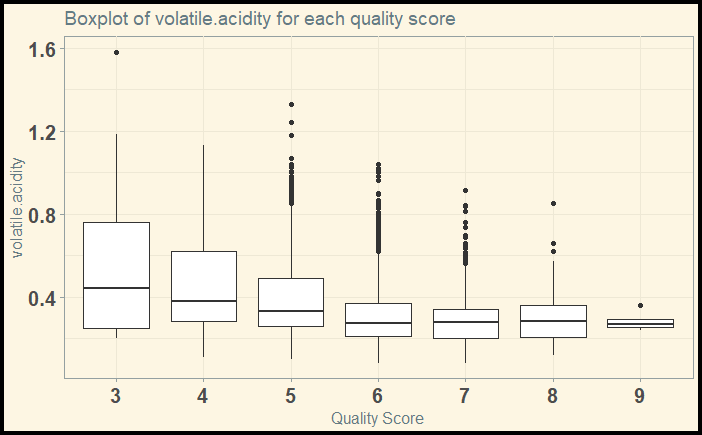 Boxplot of volatile.acidity for each quality score
1.6
1.2
0.8
0.4
volatile.acidity
3 4 5 6 7 8 9
Quality Score